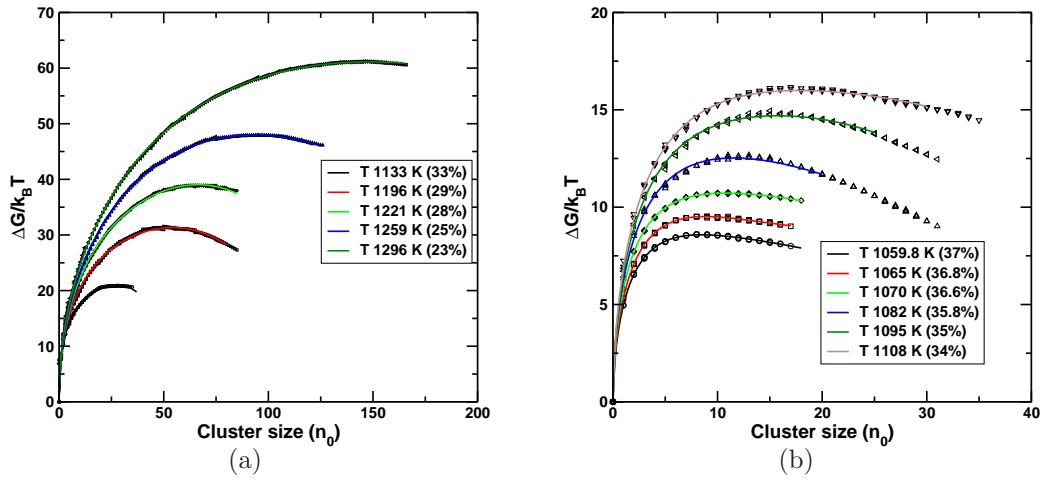 70
60
50
40
30
20
10
0
ΔG/k_B T
0 50 100 150 200
Cluster size (n_0)
T 1133 K (33%)
T 1196 K (29%)
T 1221 K (28%)
T 1259 K (25%)
T 1296 K (23%)
(a)
20
15
10
5
0
ΔG/k_B T
0 10 20 30 40
Cluster size (n_0)
T 1059.8 K (37%)
T 1065 K (36.8%)
T 1070 K (36.6%)
T 1082 K (35.8%)
T 1095 K (35%)
T 1108 K (34%)
(b)